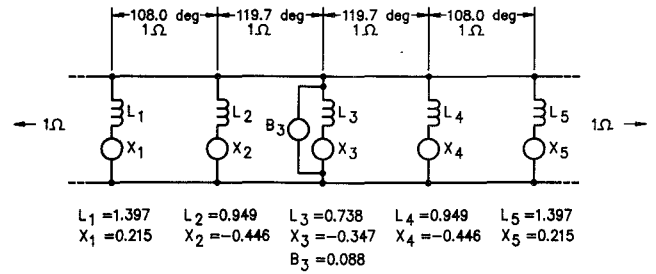 108.0 deg 119.7 deg 119.7 deg 108.0 deg
1Ω 1Ω 1Ω 1Ω
L1 L2 B3 L3 L4 L5
1Ω X1 X2 X3 X4 X5 1Ω
L1 =1.397 L2 =0.949 L3 =0.738 L4 =0.949 L5 =1.397
X1 =0.215 X2 =-0.446 X3 =-0.347 X4 =-0.446 X5 =0.215
B3 =0.088